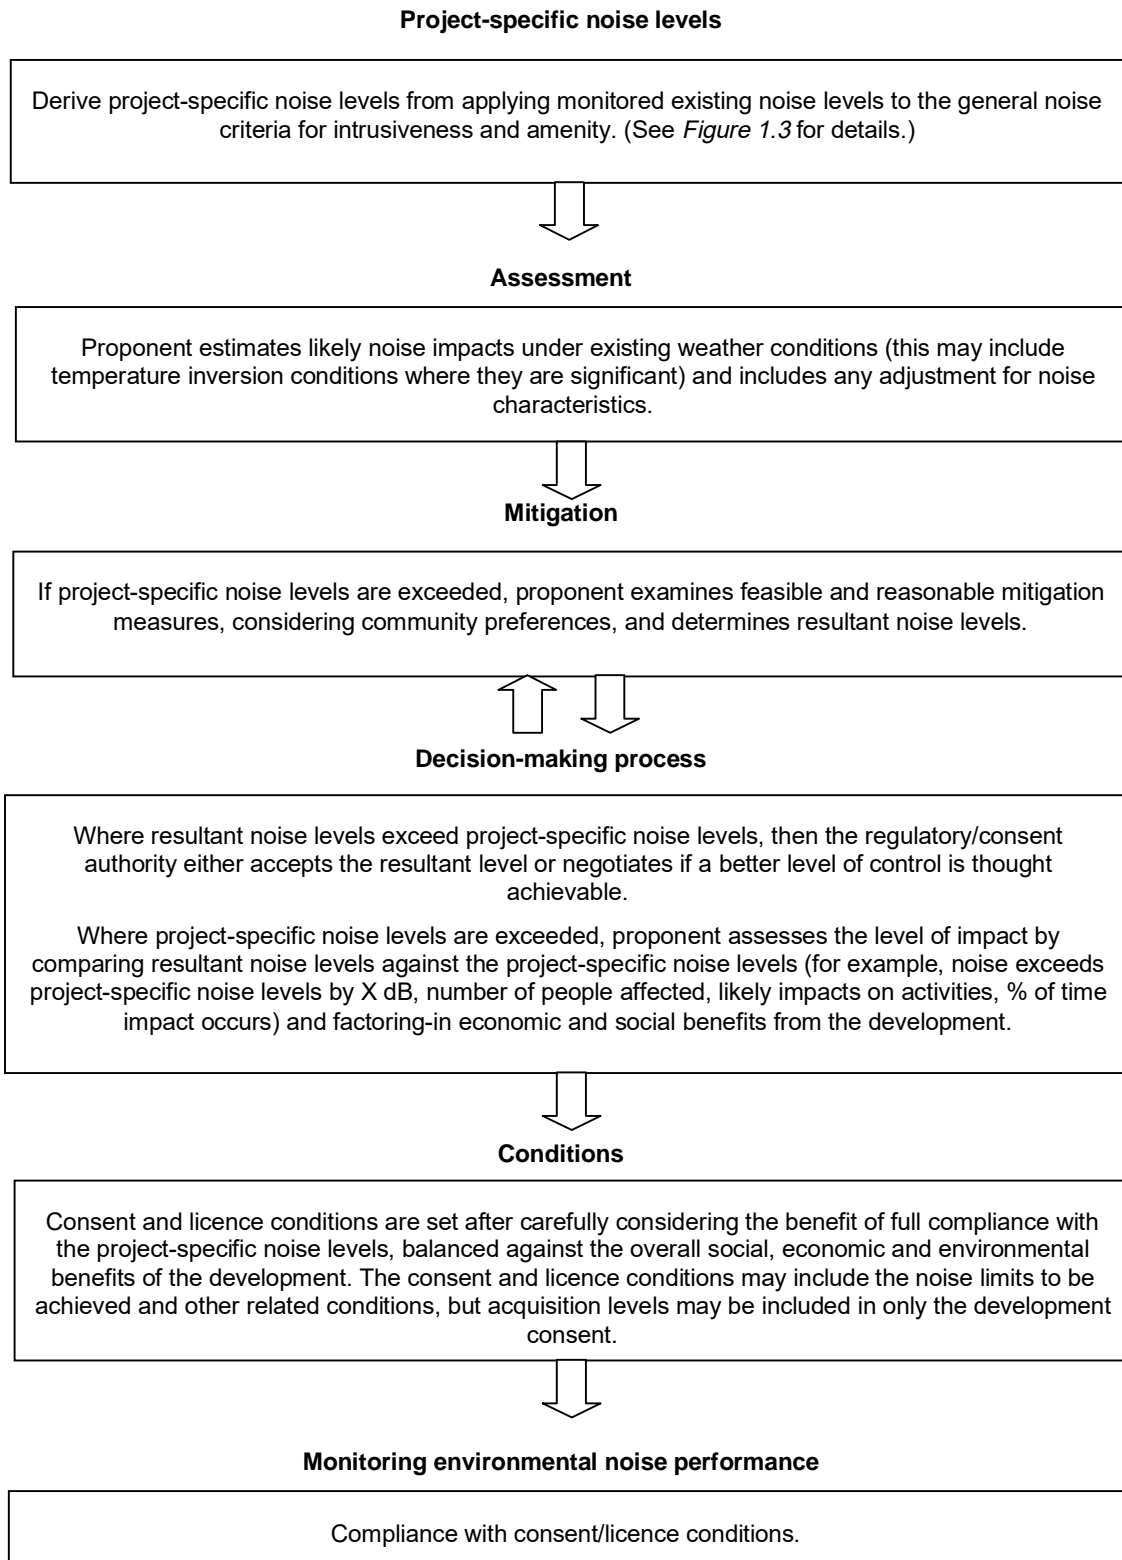 Project-specific noise levels
Derive project-specific noise levels from applying monitored existing noise levels to the general noise
criteria for intrusiveness and amenity. (See Figure 1.3 for details.)
Assessment
Proponent estimates likely noise impacts under existing weather conditions (this may include
temperature inversion conditions where they are significant) and includes any adjustment for noise
characteristics.
Mitigation
If project-specific noise levels are exceeded, proponent examines feasible and reasonable mitigation
measures, considering community preferences, and determines resultant noise levels.
Decision-making process
Where resultant noise levels exceed project-specific noise levels, then the regulatory/consent
authority either accepts the resultant level or negotiates if a better level of control is thought
achievable.
Where project-specific noise levels are exceeded, proponent assesses the level of impact by
comparing resultant noise levels against the project-specific noise levels (for example, noise exceeds
project-specific noise levels by X dB, number of people affected, likely impacts on activities, % of time
impact occurs) and factoring-in economic and social benefits from the development.
Conditions
Consent and licence conditions are set after carefully considering the benefit of full compliance with
the project-specific noise levels, balanced against the overall social, economic and environmental
benefits of the development. The consent and licence conditions may include the noise limits to be
achieved and other related conditions, but acquisition levels may be included in only the development
consent.
Monitoring environmental noise performance
Compliance with consent/licence conditions.